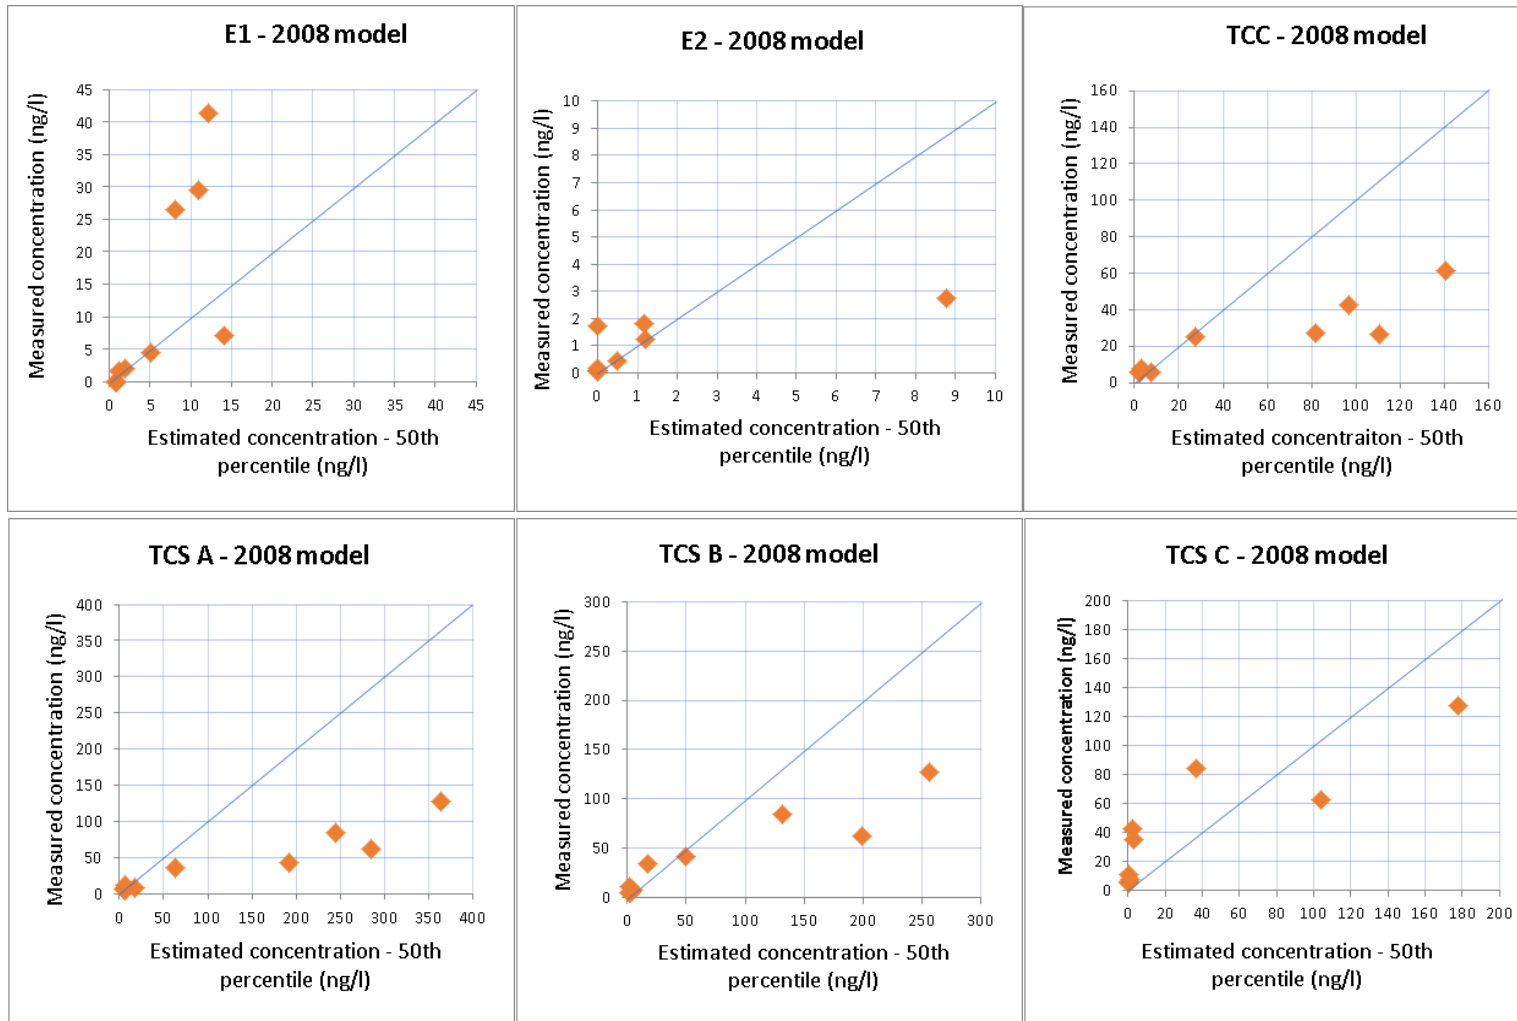 E1 - 2008 model
Measured concentration (ng/l)
45
40
35
30
25
20
15
10
5
0
0 5 10 15 20 25 30 35 40 45
Estimated concentration - 50th
percentile (ng/l)
E2 - 2008 model
Measured concentration (ng/l)
10
9
8
7
6
5
4
3
2
1
0
0 1 2 3 4 5 6 7 8 9 10
Estimated concentration - 50th
percentile (ng/l)
TCC - 2008 model
Measured concentration (ng/l)
160
140
120
100
80
60
40
20
0
0 20 40 60 80 100 120 140 160
Estimated concentraiton - 50th
percentile (ng/l)
TCS A - 2008 model
Measured concentration (ng/l)
400
350
300
250
200
150
100
50
0
0 50 100 150 200 250 300 350 400
Estimated concentration - 50th
percentile (ng/l)
TCS B - 2008 model
Measured concentration (ng/l)
300
250
200
150
100
50
0
0 50 100 150 200 250 300
Estimated concentration - 50th
percentile (ng/l)
TCS C - 2008 model
Measured concentration (ng/l)
200
180
160
140
120
100
80
60
40
20
0
0 20 40 60 80 100 120 140 160 180 200
Estimated concentration - 50th
percentile (ng/l)